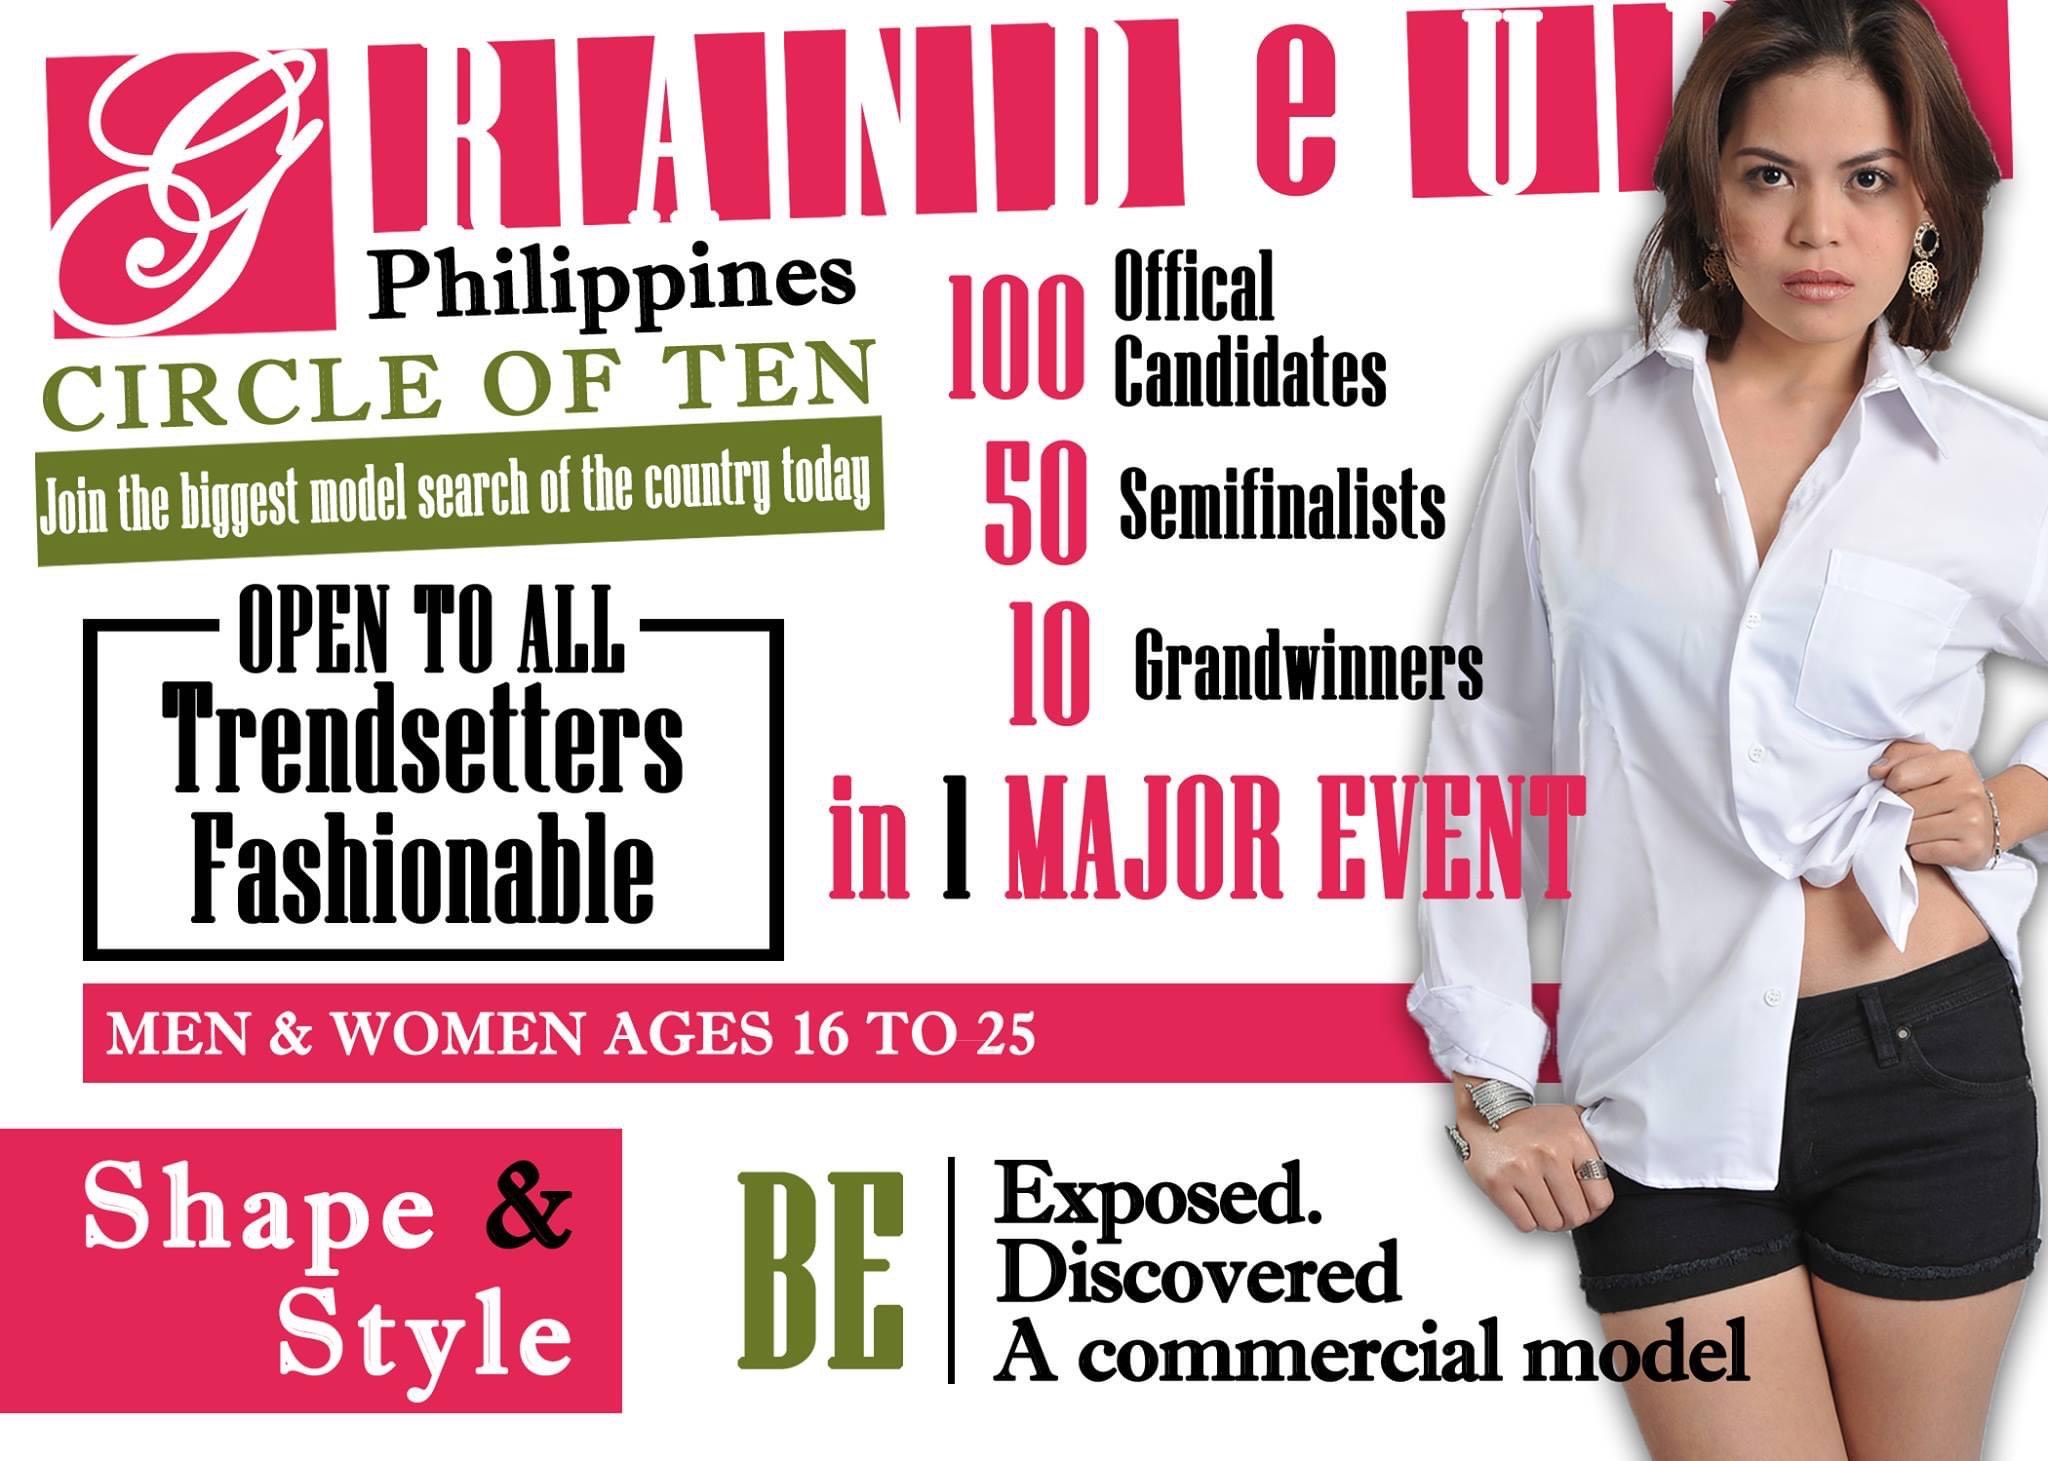 GRANDeUR
Philippines
CIRCLE OF TEN
Join the biggest model search of the country today
100 Offical
Candidates
50 Semifinalists
10 Grandwinners
in 1 MAJOR EVENT
OPEN TO ALL
Trendsetters
Fashionable
MEN & WOMEN AGES 16 TO 25
Shape &
Style
BE
Exposed.
Discovered
A commercial model